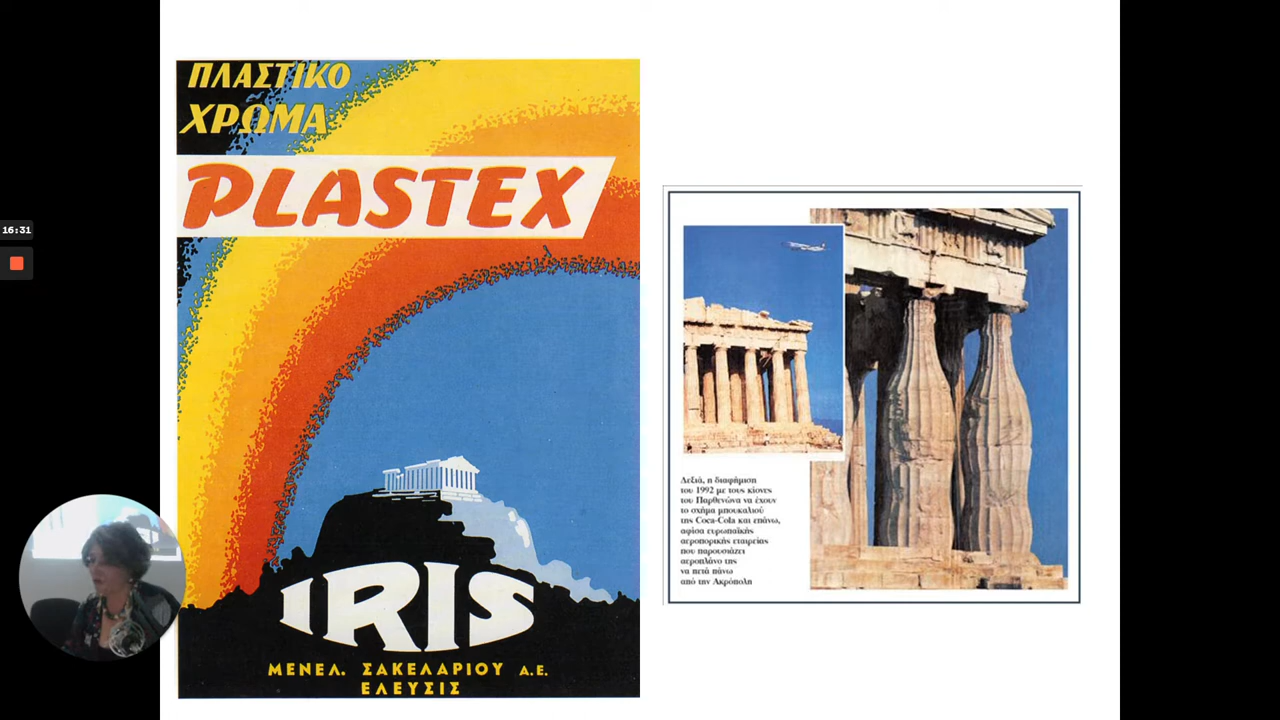 ΠΛΑΣΤΙΚΟ
ΧΡΩΜΑ
PLASTEX
IRIS
ΜΕΝΕΛ. ΣΑΚΕΛΑΡΙΟΥ Α.Ε.
ΕΛΕΥΣΙΣ
16:31
Δεξιά, η διαφήμιση
του 1992 με τους κίονες
του Παρθενώνα να έχουν
το σχήμα μπουκαλιού
της Coca-Cola και επάνω,
αφίσα ευρωπαϊκής
αεροπορικής εταιρείας
που παρουσιάζει
αεροπλάνο της
να πετά πάνω
από την Ακρόπολη